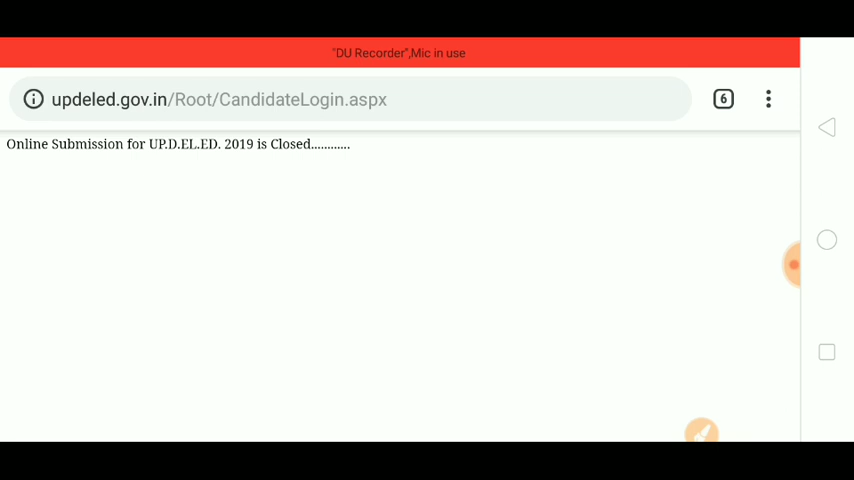 "DU Recorder",Mic in use
updeled.gov.in/Root/CandidateLogin.aspx
6
Online Submission for UP.D.EL.ED. 2019 is Closed............